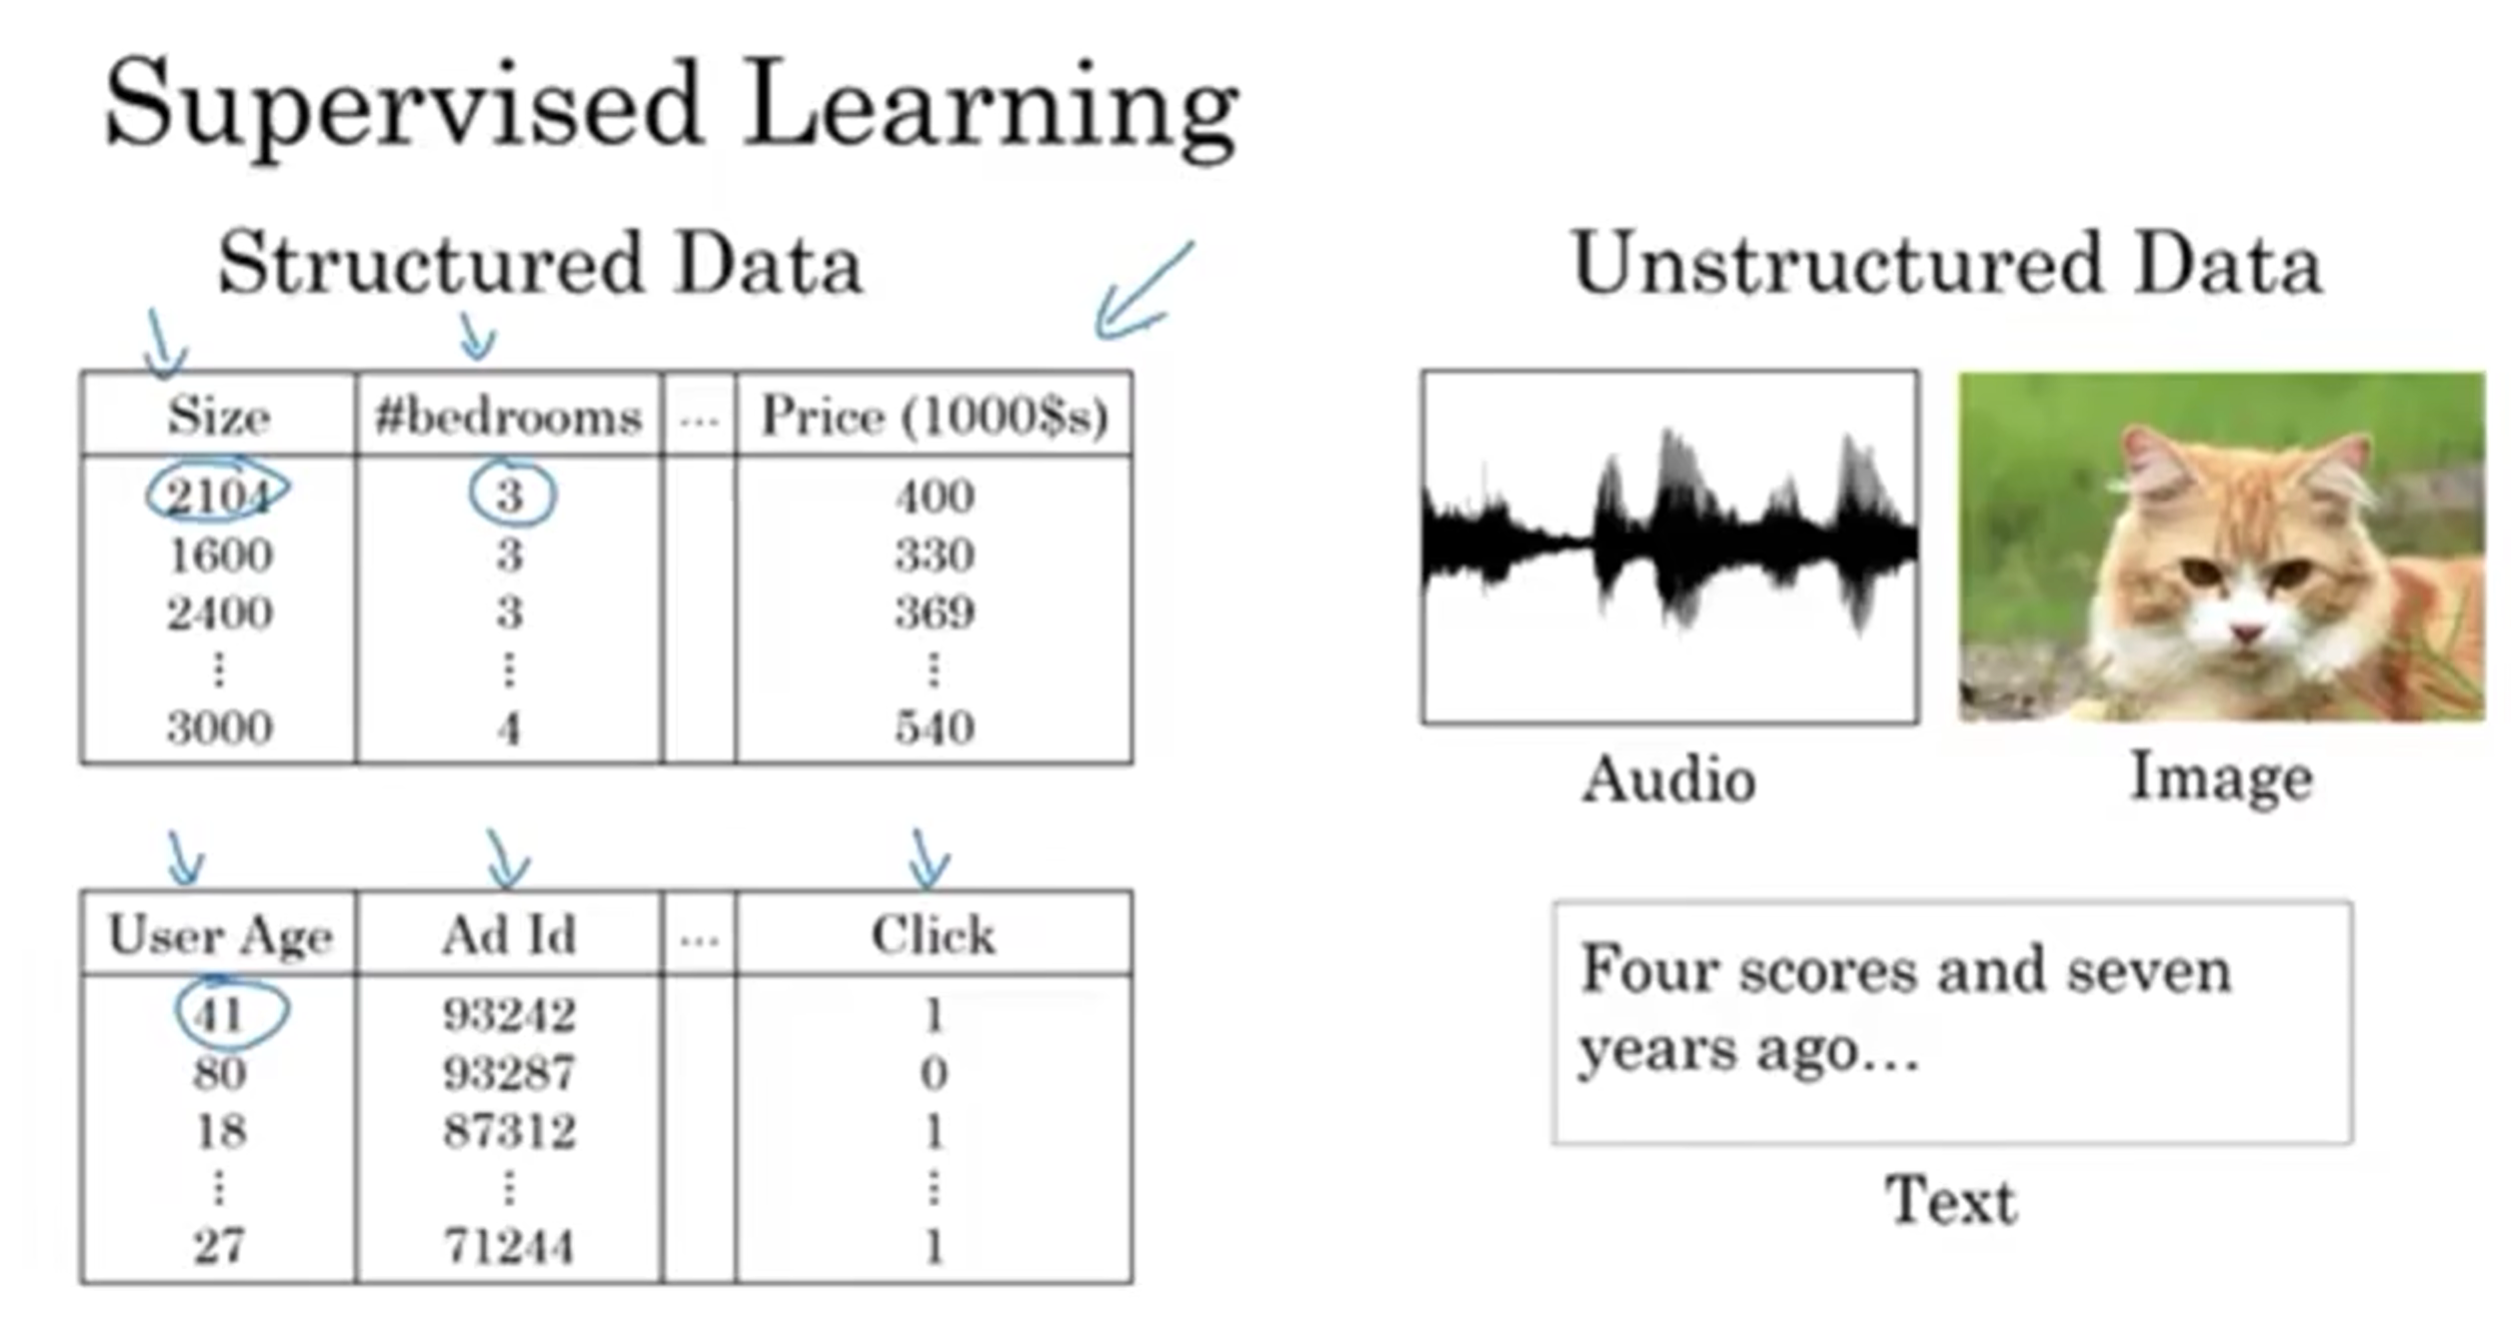 Supervised Learning
Structured Data
Size #bedrooms ... Price (1000$s)
2104 3 400
1600 3 330
2400 3 369
⋮ ⋮ ⋮
3000 4 540
User Age Ad Id ... Click
41 93242 1
80 93287 0
18 87312 1
⋮ ⋮ ⋮
27 71244 1
Unstructured Data
Audio
Image
Four scores and seven
years ago...
Text